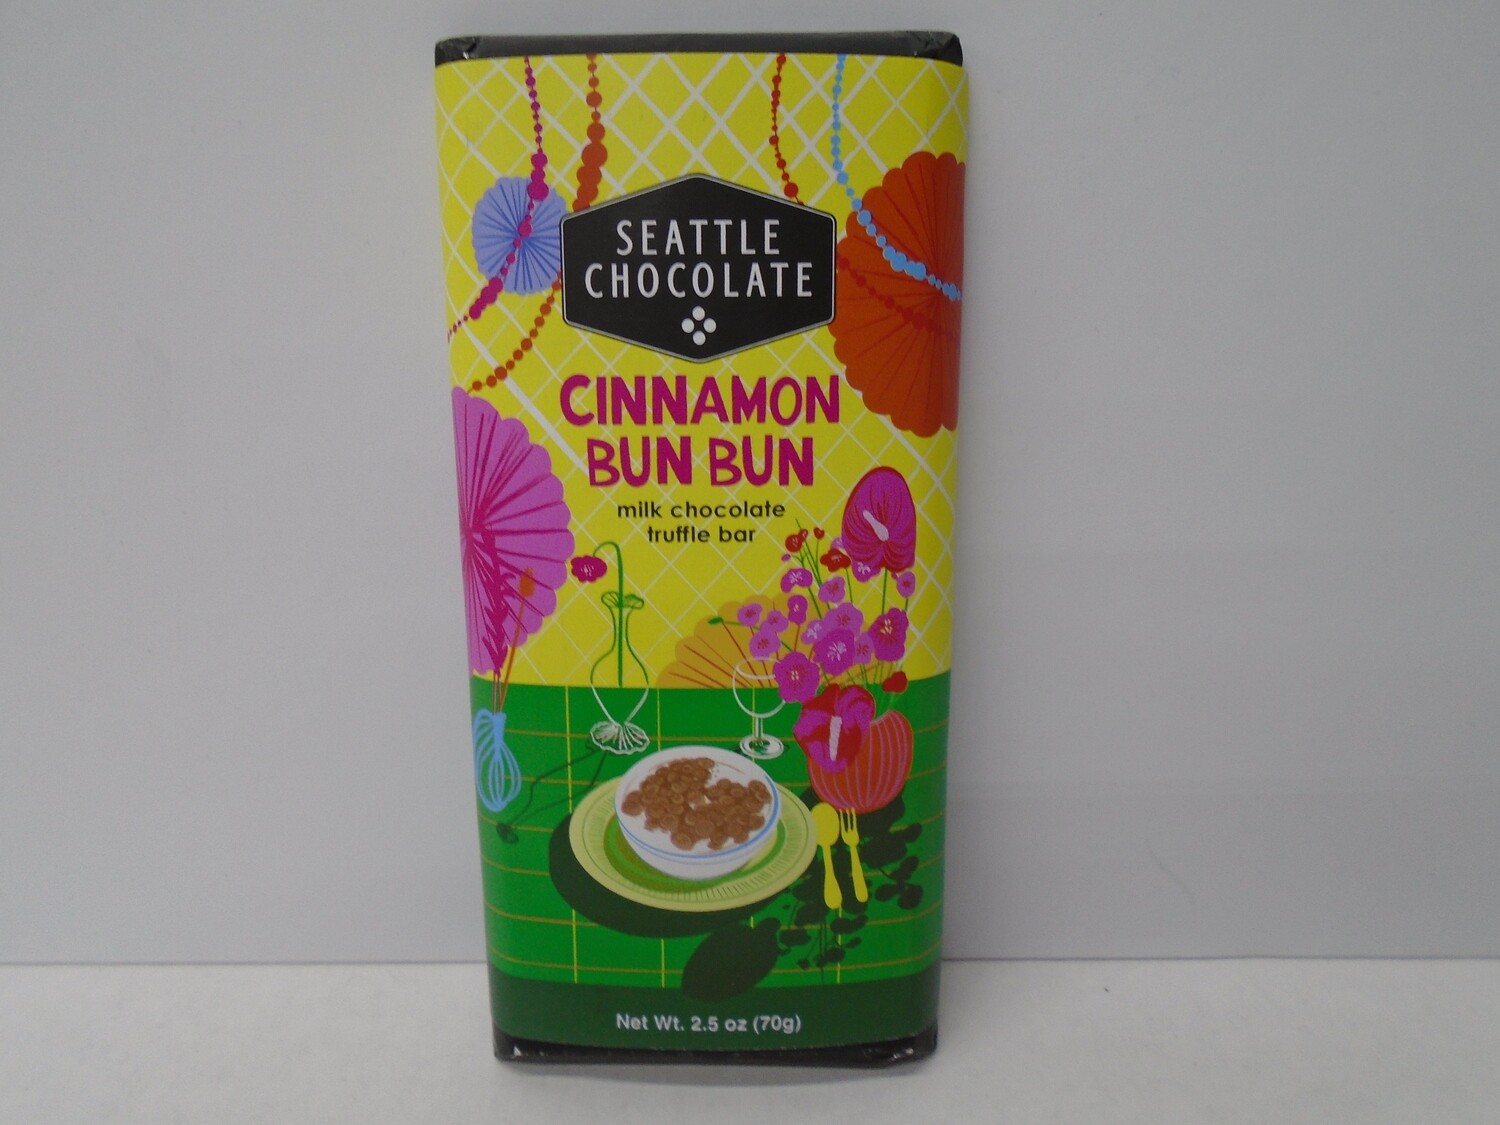 SEATTLE
CHOCOLATE
CINNAMON
BUN BUN
milk chocolate
truffle bar
Net Wt. 2.5 oz (70g)